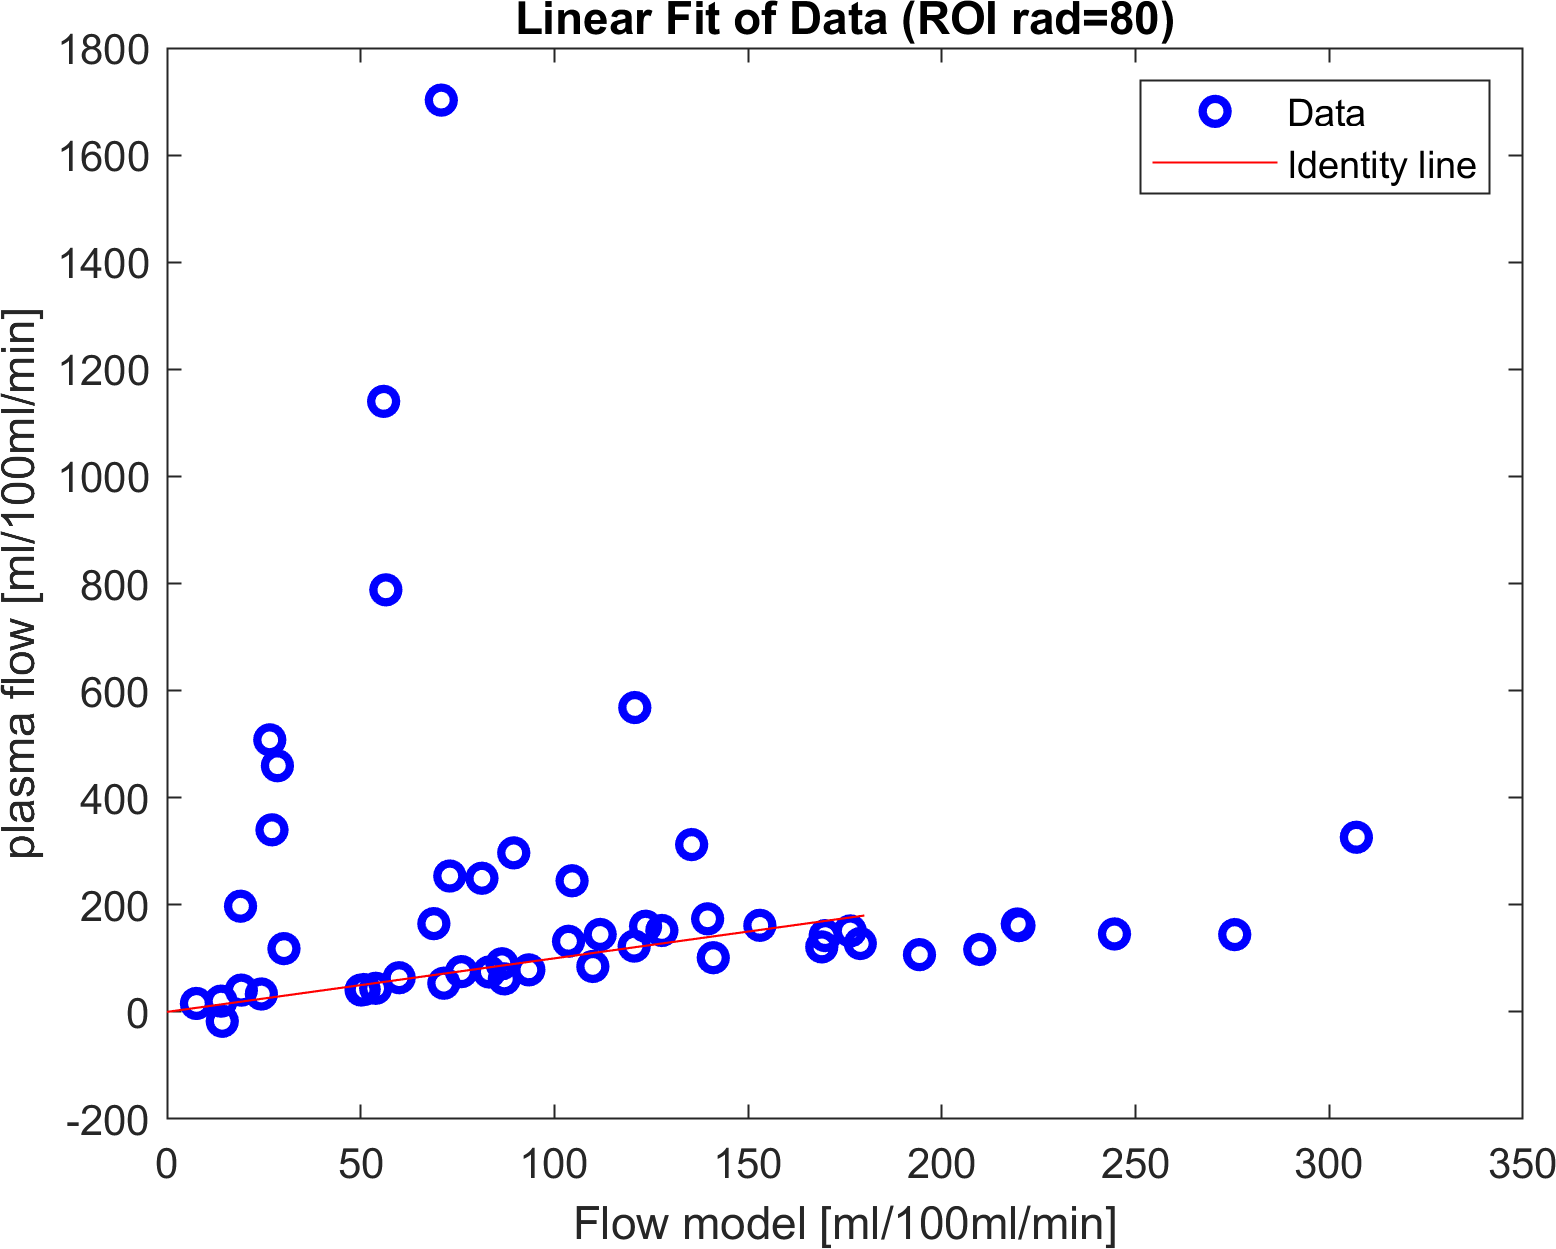 Linear Fit of Data (ROI rad=80)
1800
1600
1400
1200
1000
800
600
400
200
0
-200
0 50 100 150 200 250 300 350
Flow model [ml/100ml/min]
plasma flow [ml/100ml/min]
Data
Identity line